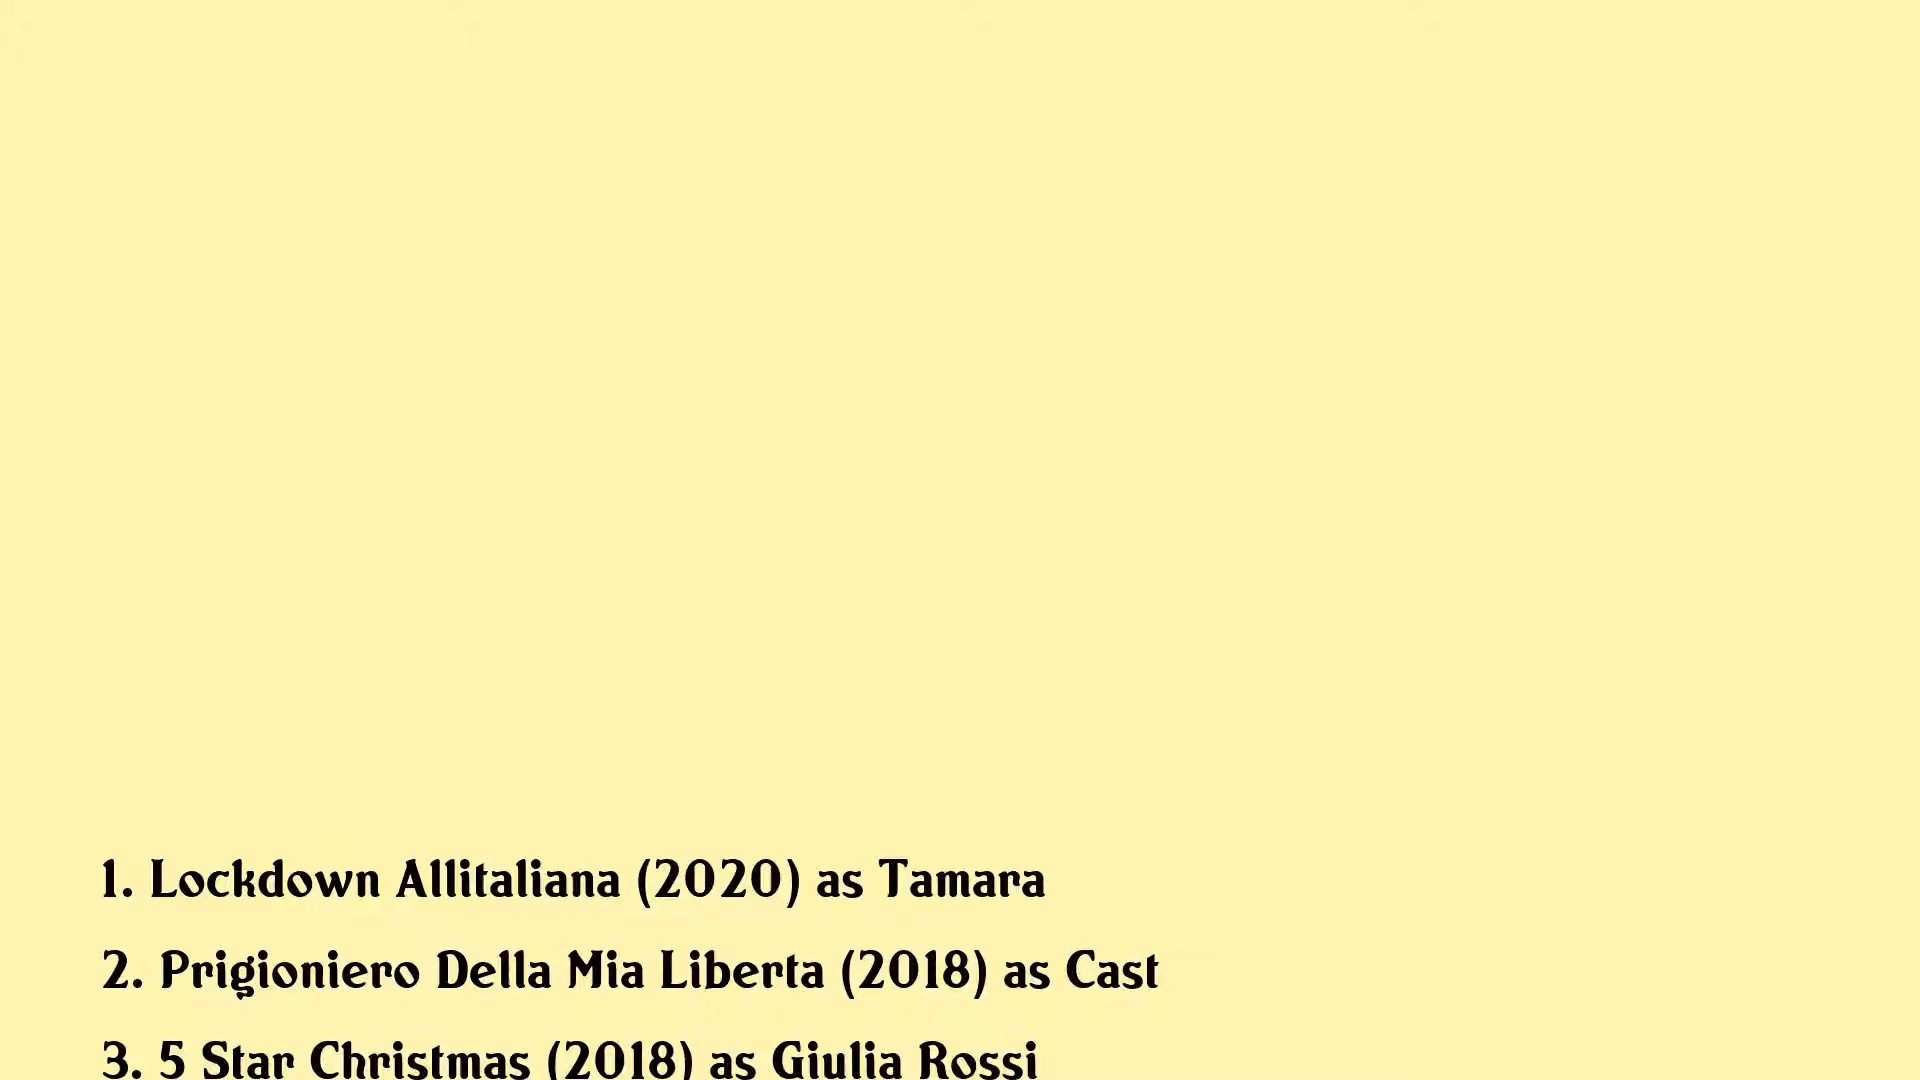 1. Lockdown Allitaliana (2020) as Tamara
2. Prigioniero Della Mia Liberta (2018) as Cast
3. 5 Star Christmas (2018) as Giulia Rossi